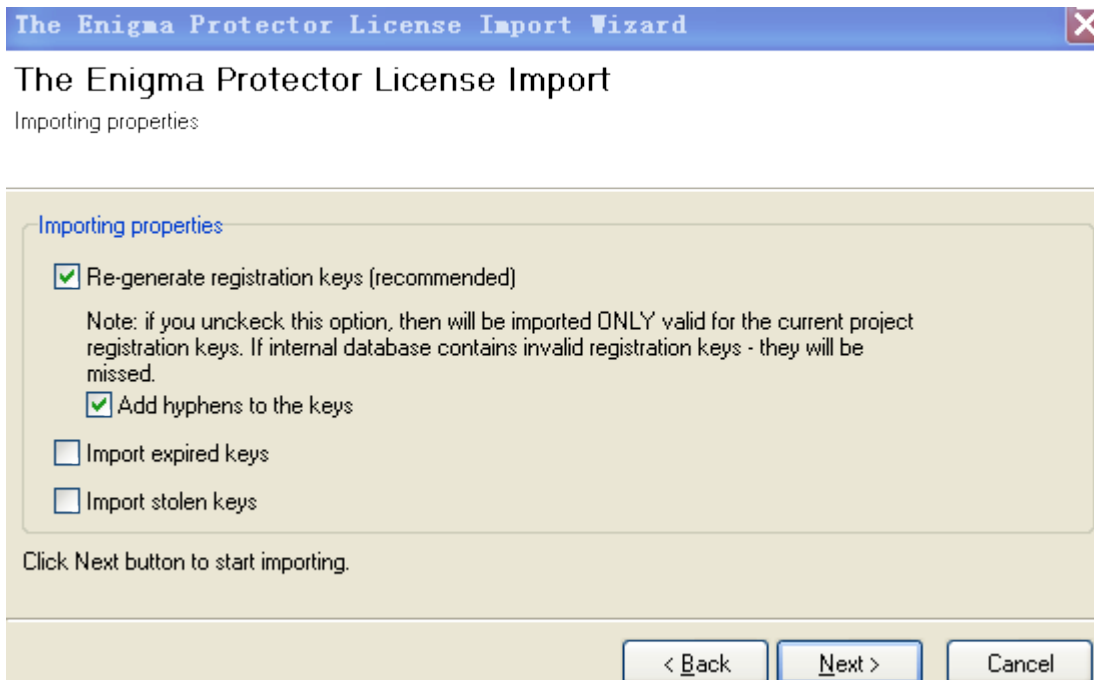 The Enigma Protector License Import Wizard
The Enigma Protector License Import
Importing properties
Importing properties
Re-generate registration keys (recommended)
Note: if you unckeck this option, then will be imported ONLY valid for the current project
registration keys. If internal database contains invalid registration keys - they will be
missed.
Add hyphens to the keys
Import expired keys
Import stolen keys
Click Next button to start importing.
< Back
Next >
Cancel